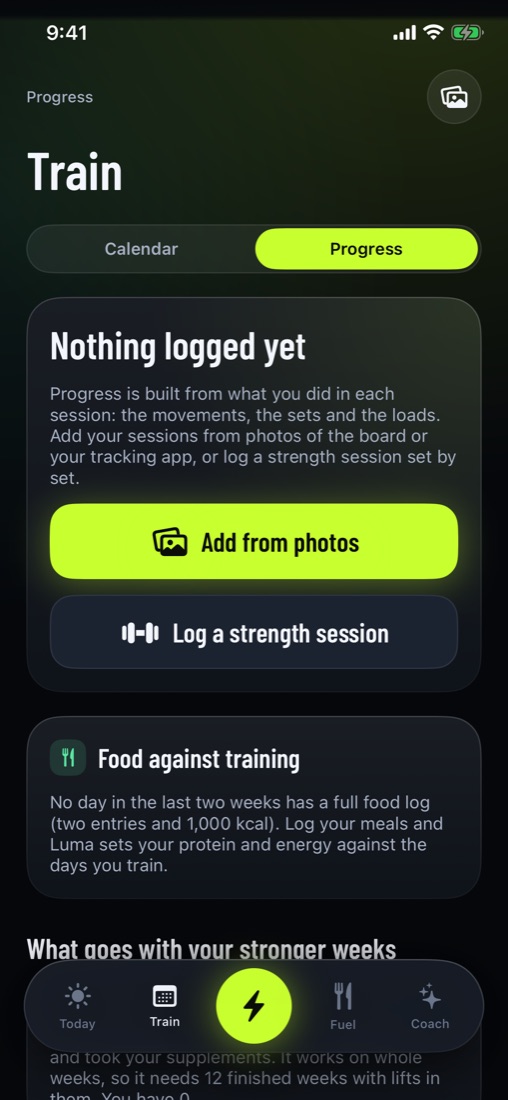 9:41
Progress
Train
Calendar
Progress
Nothing logged yet
Progress is built from what you did in each
session: the movements, the sets and the loads.
Add your sessions from photos of the board or
your tracking app, or log a strength session set by
set.
Add from photos
Log a strength session
Food against training
No day in the last two weeks has a full food log
(two entries and 1,000 kcal). Log your meals and
Luma sets your protein and energy against the
days you train.
What goes with your stronger weeks
Today
Train
Fuel
Coach
and took your supplements. It works on whole
weeks, so it needs 12 finished weeks with lifts in
them. You have 0